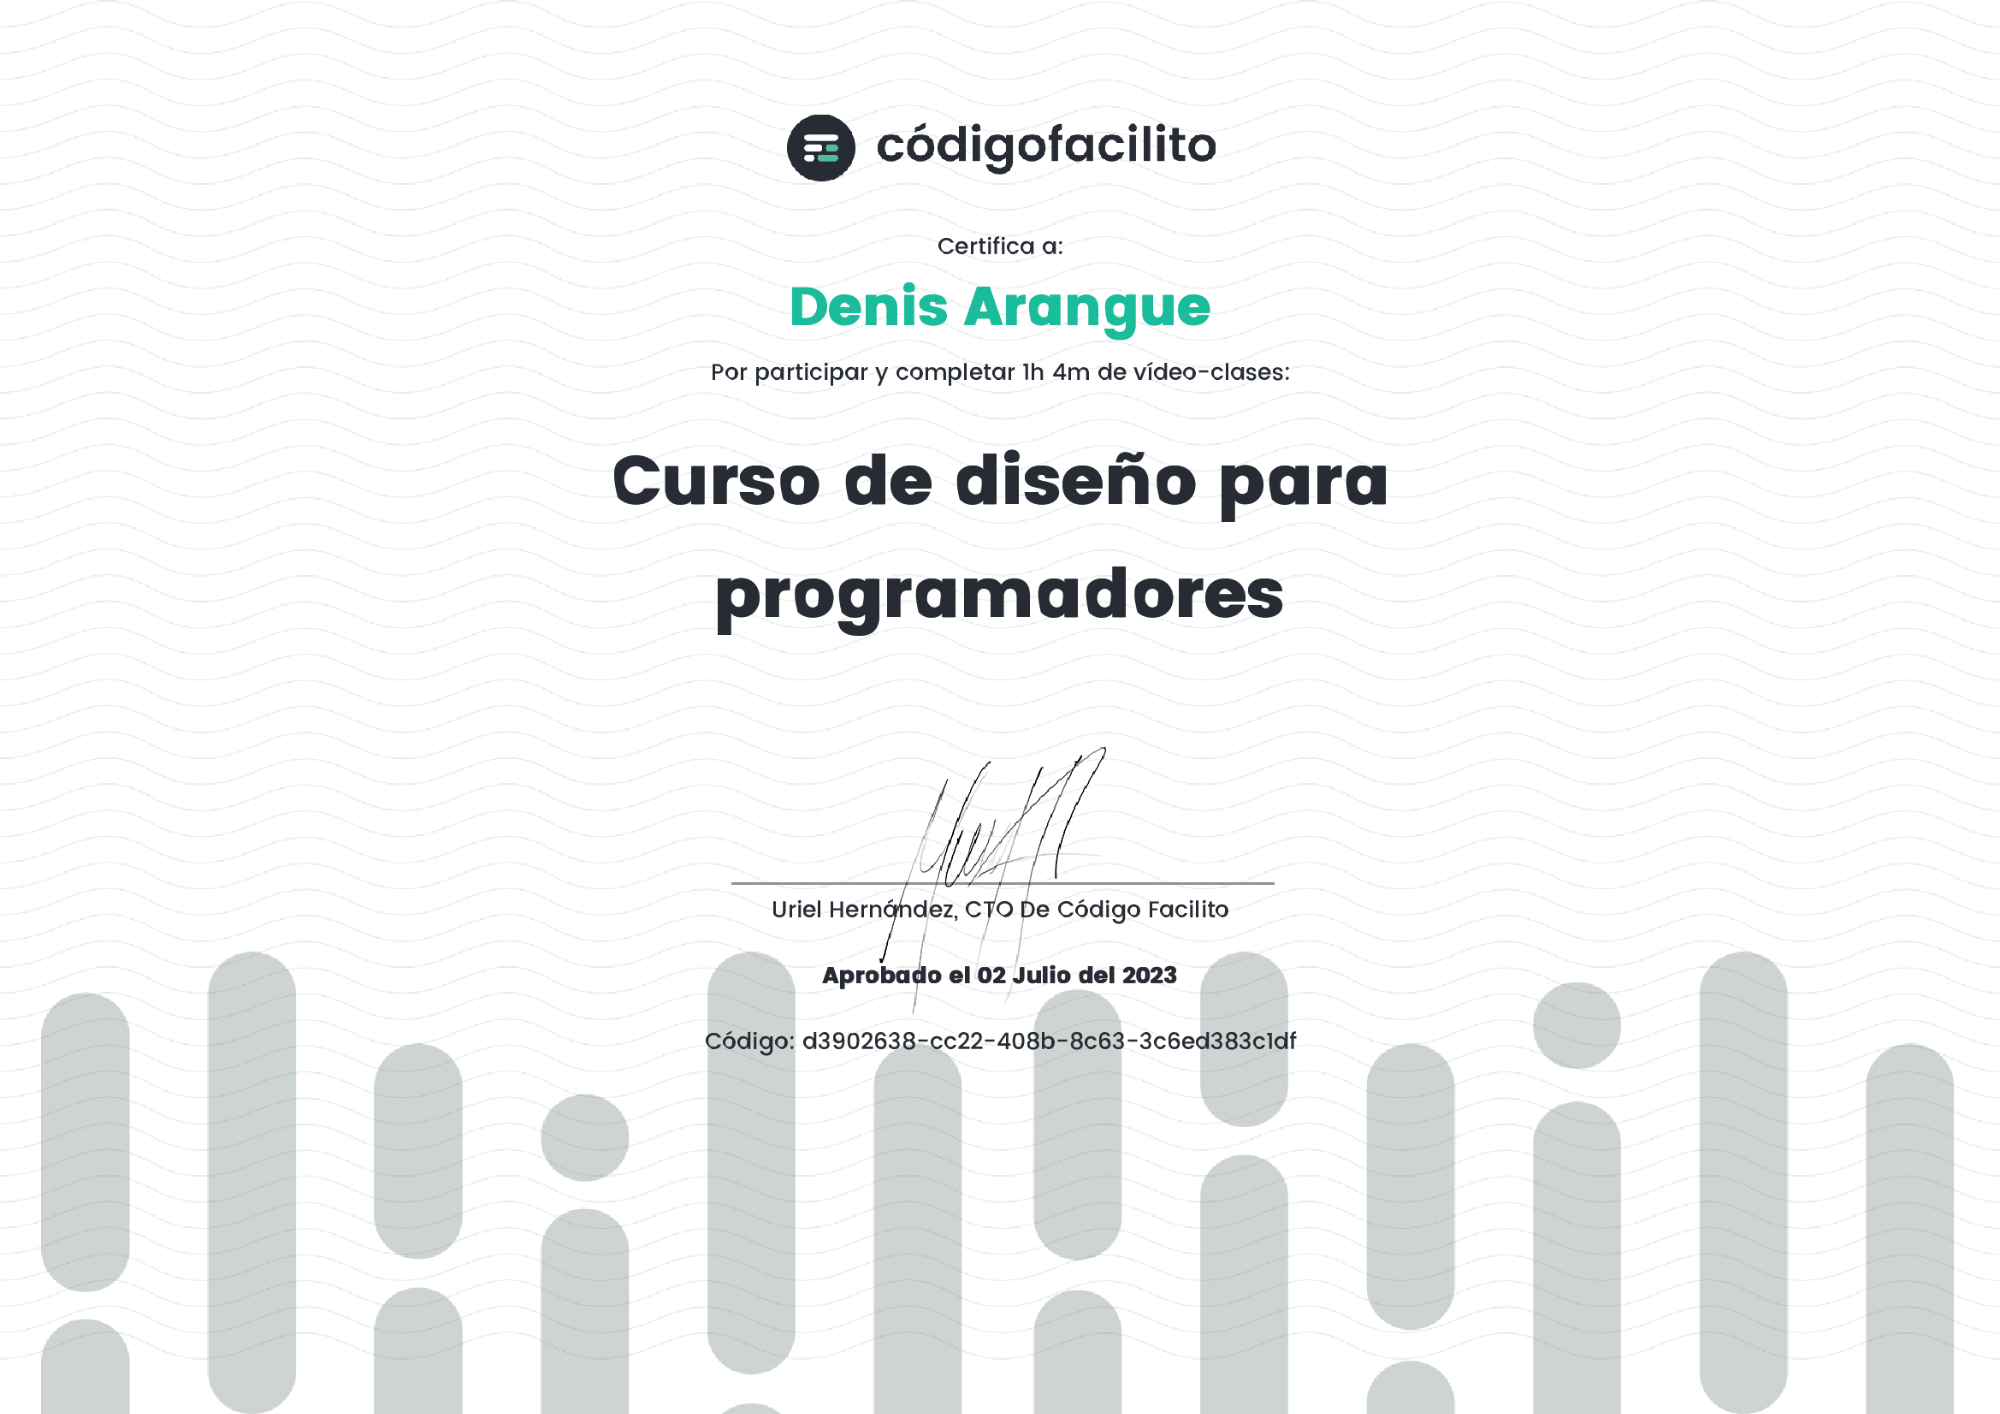 códigofacilito
Certifica a:
Denis Arangue
Por participar y completar 1h 4m de vídeo-clases:
Curso de diseño para
programadores
Uriel Hernández, CTO De Código Facilito
Aprobado el 02 Julio del 2023
Código: d3902638-cc22-408b-8c63-3c6ed383c1df